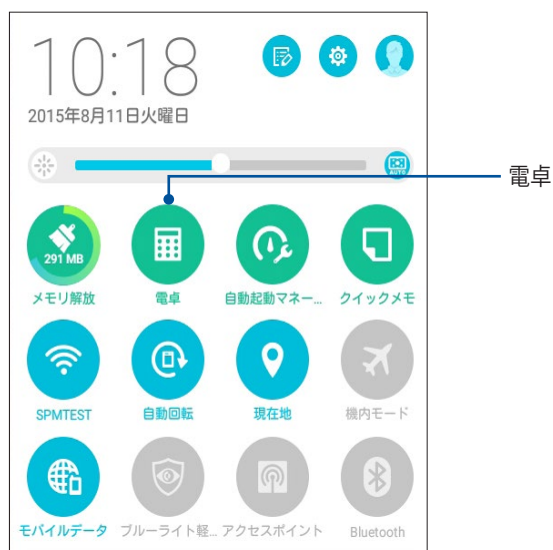 10:18
2015年8月11日火曜日
AUTO
電卓
291 MB
メモリ解放
電卓
自動起動マネー...
クイックメモ
SPMTEST
自動回転
現在地
機内モード
モバイルデータ
ブルーライト軽...
アクセスポイント
Bluetooth